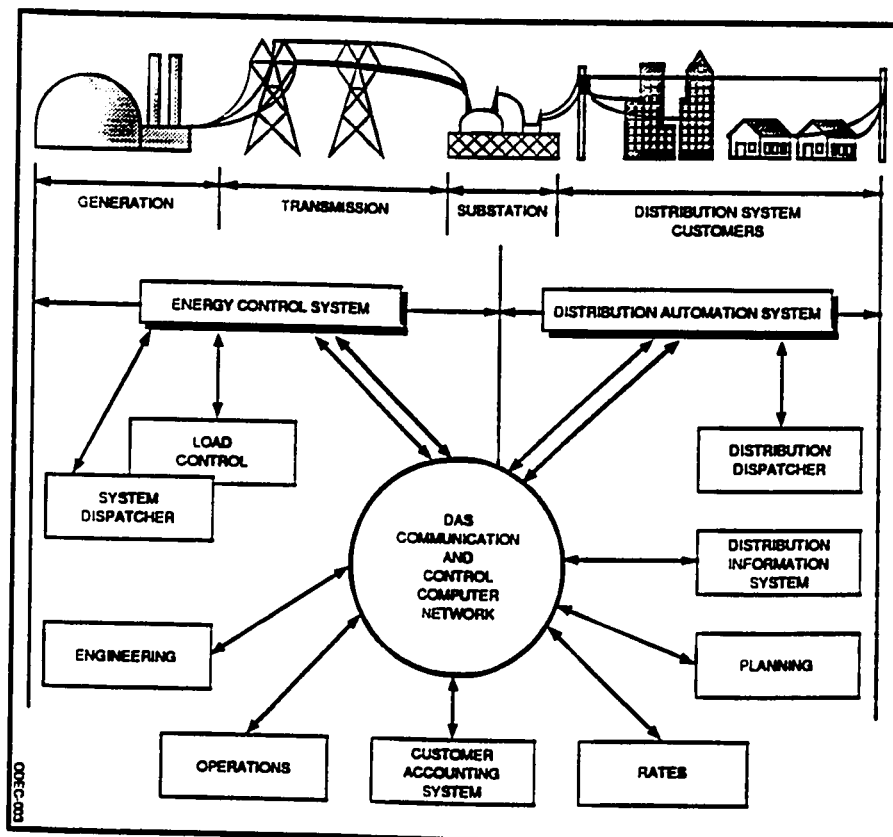 GENERATION
TRANSMISSION
SUBSTATION
DISTRIBUTION SYSTEM
CUSTOMERS
ENERGY CONTROL SYSTEM
DISTRIBUTION AUTOMATION SYSTEM
LOAD
CONTROL
SYSTEM
DISPATCHER
DISTRIBUTION
DISPATCHER
DAS
COMMUNICATION
AND
CONTROL
COMPUTER
NETWORK
DISTRIBUTION
INFORMATION
SYSTEM
ENGINEERING
PLANNING
OPERATIONS
CUSTOMER
ACCOUNTING
SYSTEM
RATES